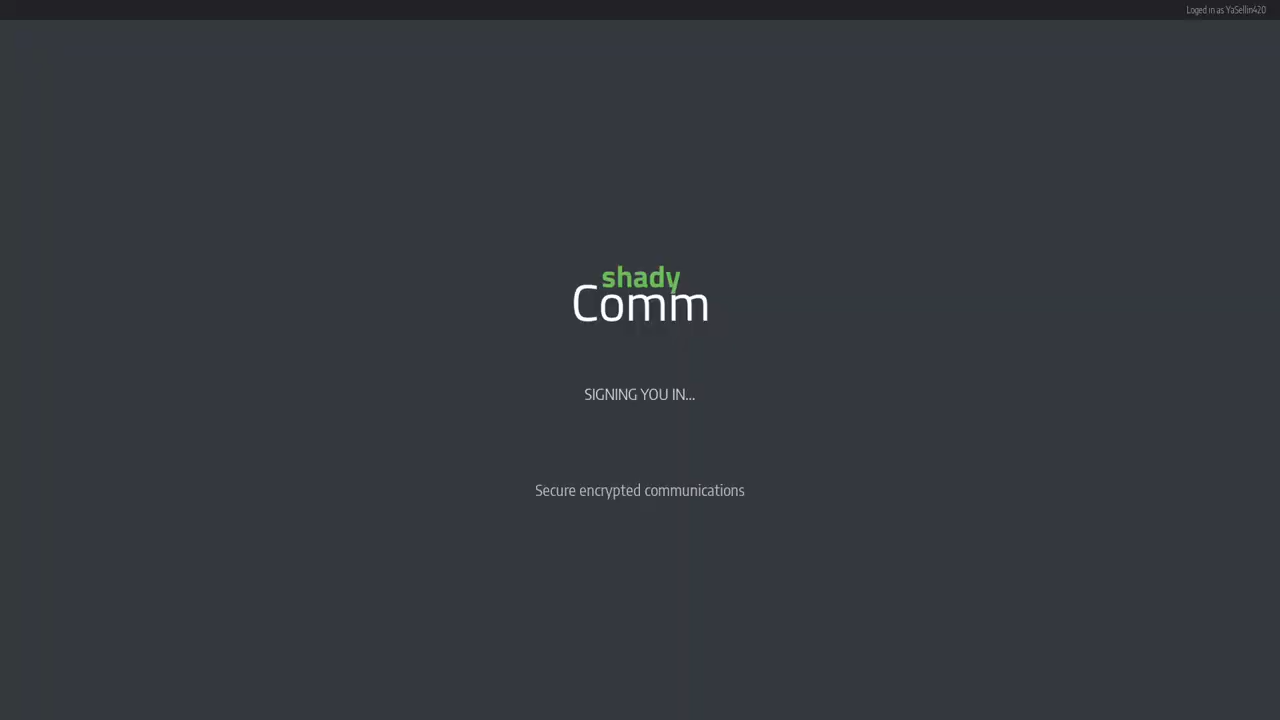 Loged in as YaSellin420
shady
Comm
SIGNING YOU IN...
Secure encrypted communications